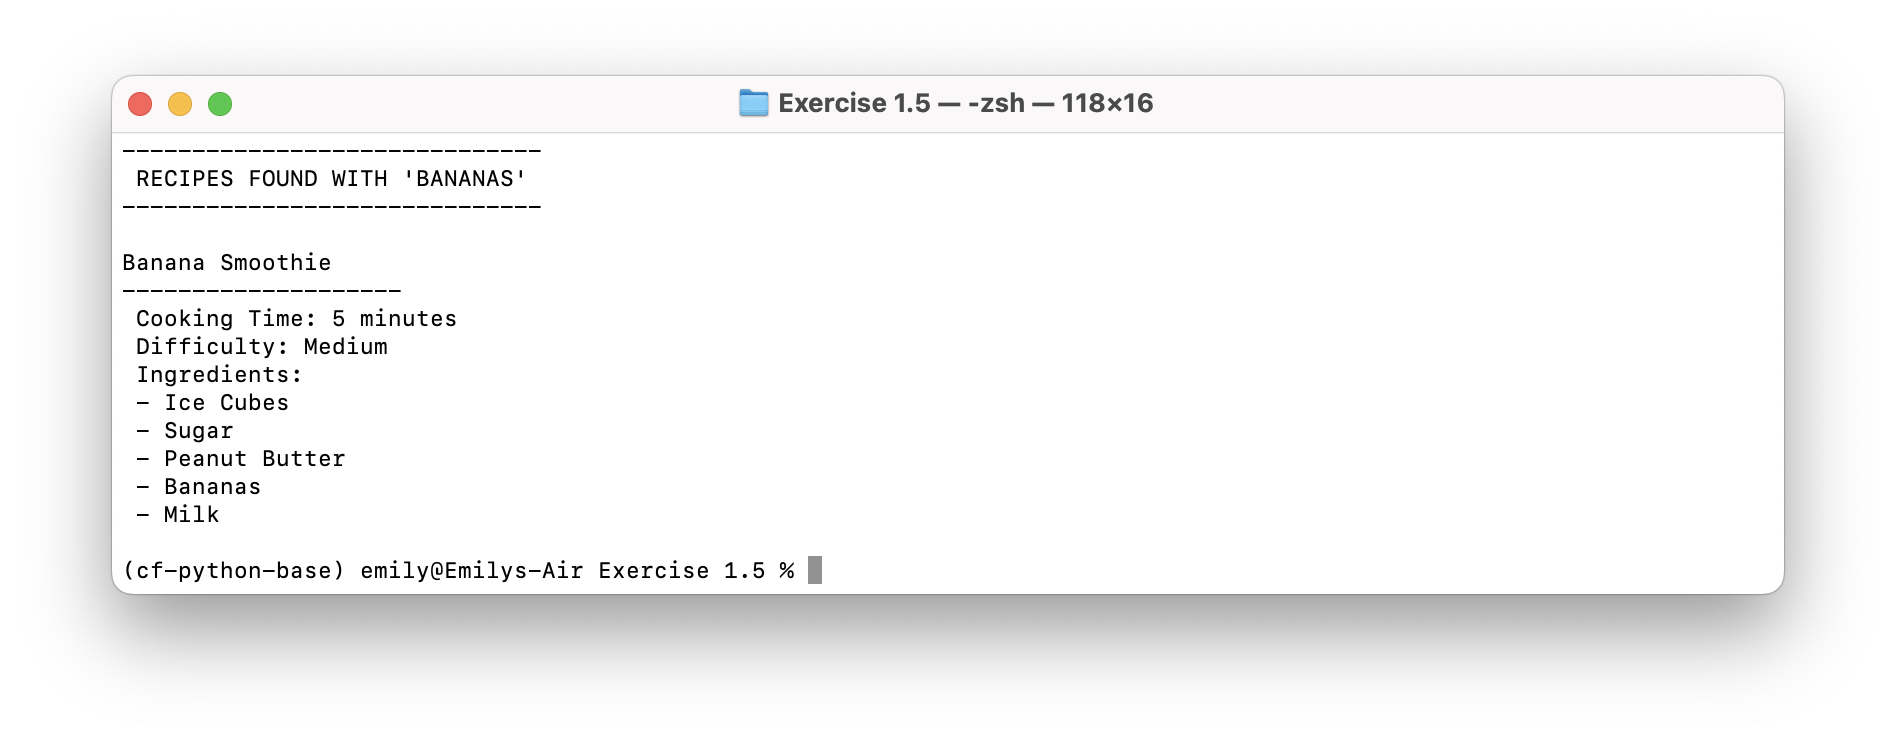 Exercise 1.5 — -zsh — 118×16
------------------------------
 RECIPES FOUND WITH 'BANANAS'
------------------------------
Banana Smoothie
--------------------
 Cooking Time: 5 minutes
 Difficulty: Medium
 Ingredients:
 - Ice Cubes
 - Sugar
 - Peanut Butter
 - Bananas
 - Milk
(cf-python-base) emily@Emilys-Air Exercise 1.5 %